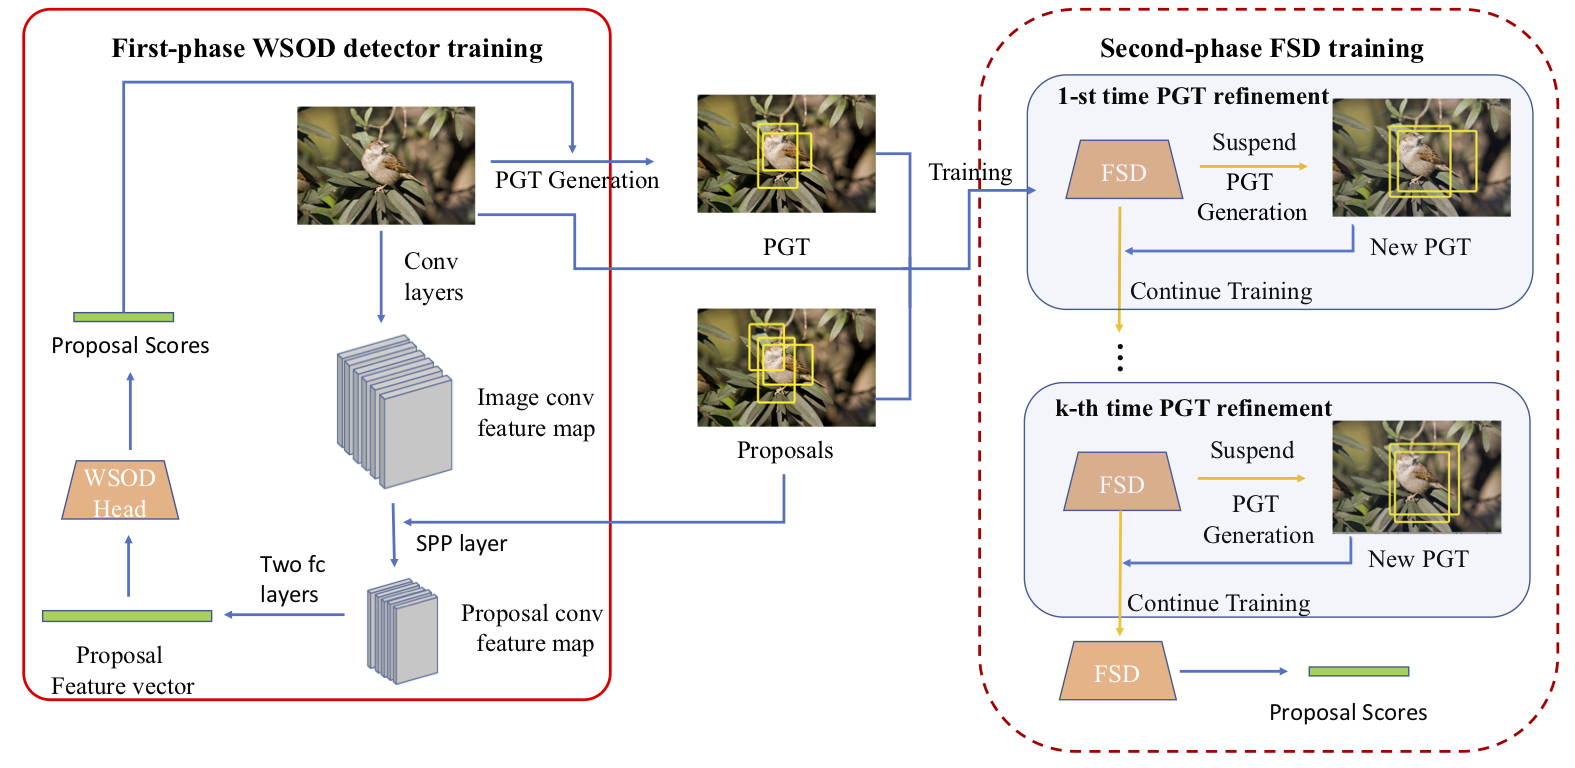 First-phase WSOD detector training
PGT Generation
Conv
layers
Proposal Scores
Image conv
feature map
WSOD
Head
SPP layer
Two fc
layers
Proposal conv
feature map
Proposal
Feature vector
PGT
Proposals
Training
Second-phase FSD training
1-st time PGT refinement
FSD
Suspend
PGT
Generation
New PGT
Continue Training
k-th time PGT refinement
FSD
Suspend
PGT
Generation
New PGT
Continue Training
FSD
Proposal Scores